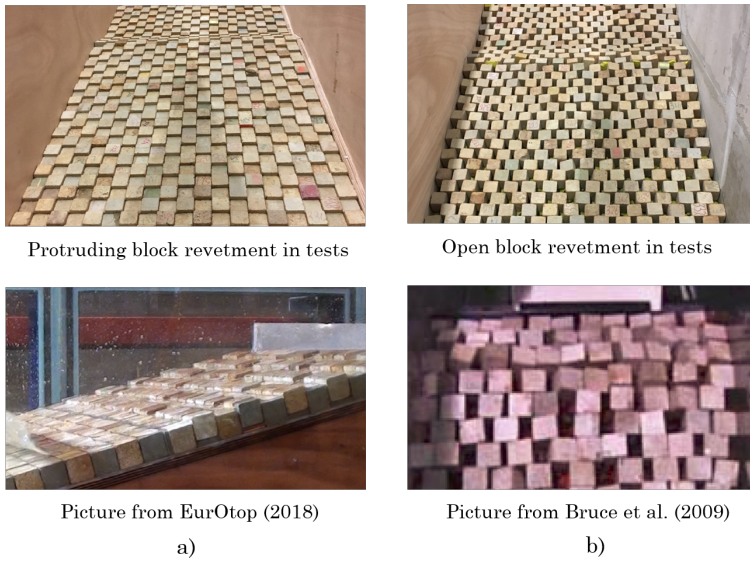 Protruding block revetment in tests
Open block revetment in tests
Picture from EurOtop (2018)
Picture from Bruce et al. (2009)
a)
b)